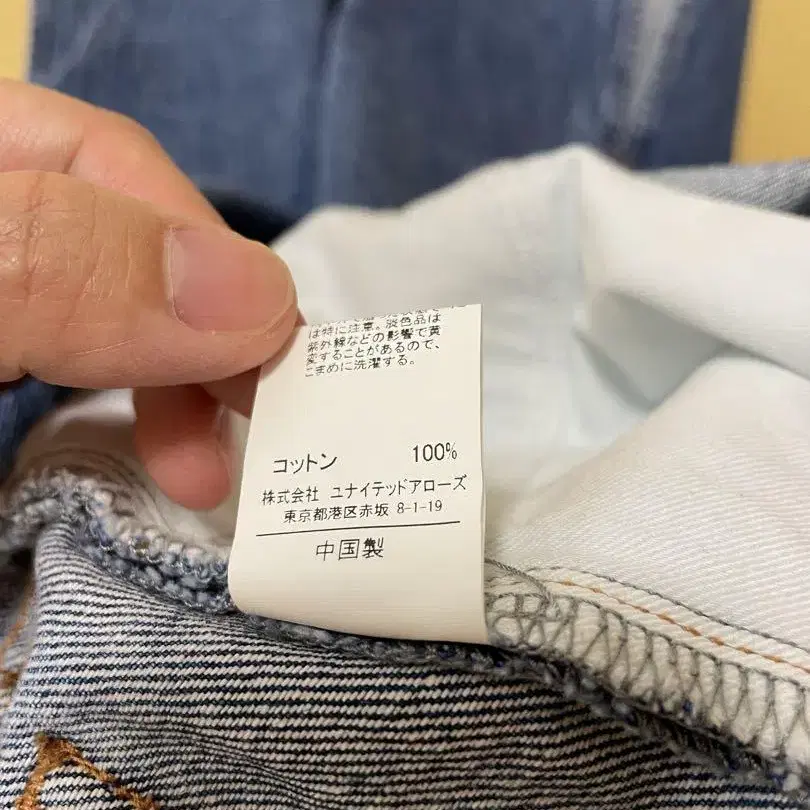 は特に注意。淡色品は
紫外線などの影響で黄
変することがあるので、
こまめに洗濯する。
コットン 100%
株式会社 ユナイテッドアローズ
東京都港区赤坂 8-1-19
中国製